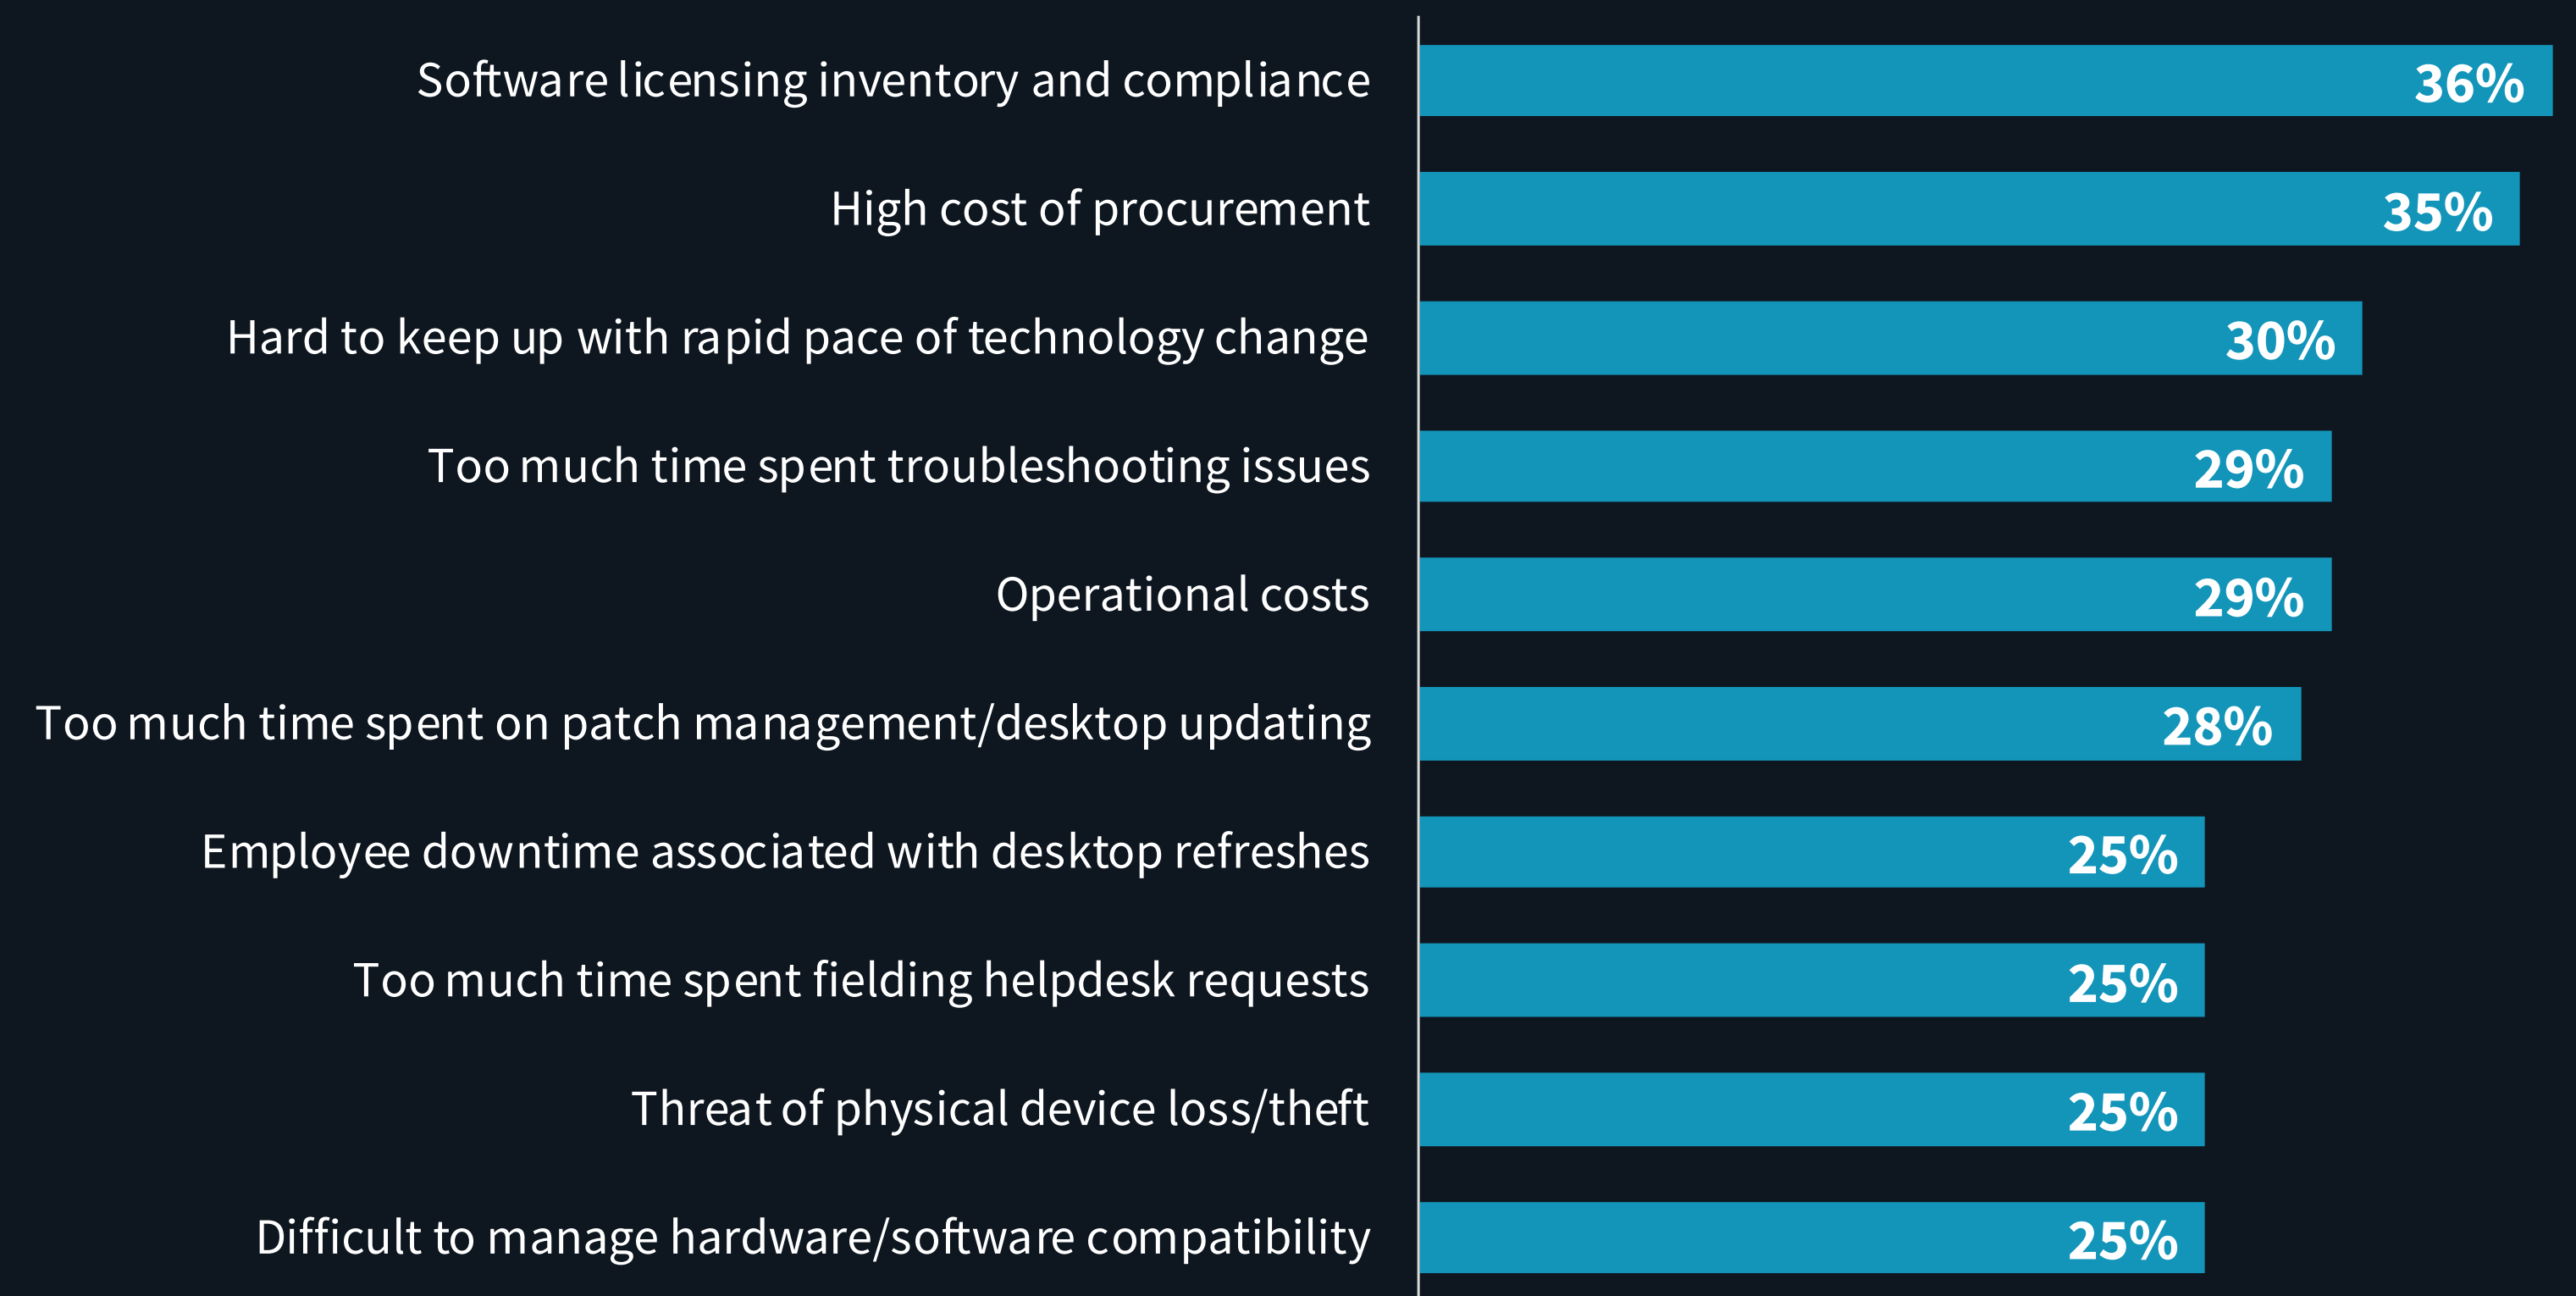 Software licensing inventory and compliance 36%
High cost of procurement 35%
Hard to keep up with rapid pace of technology change 30%
Too much time spent troubleshooting issues 29%
Operational costs 29%
Too much time spent on patch management/desktop updating 28%
Employee downtime associated with desktop refreshes 25%
Too much time spent fielding helpdesk requests 25%
Threat of physical device loss/theft 25%
Difficult to manage hardware/software compatibility 25%